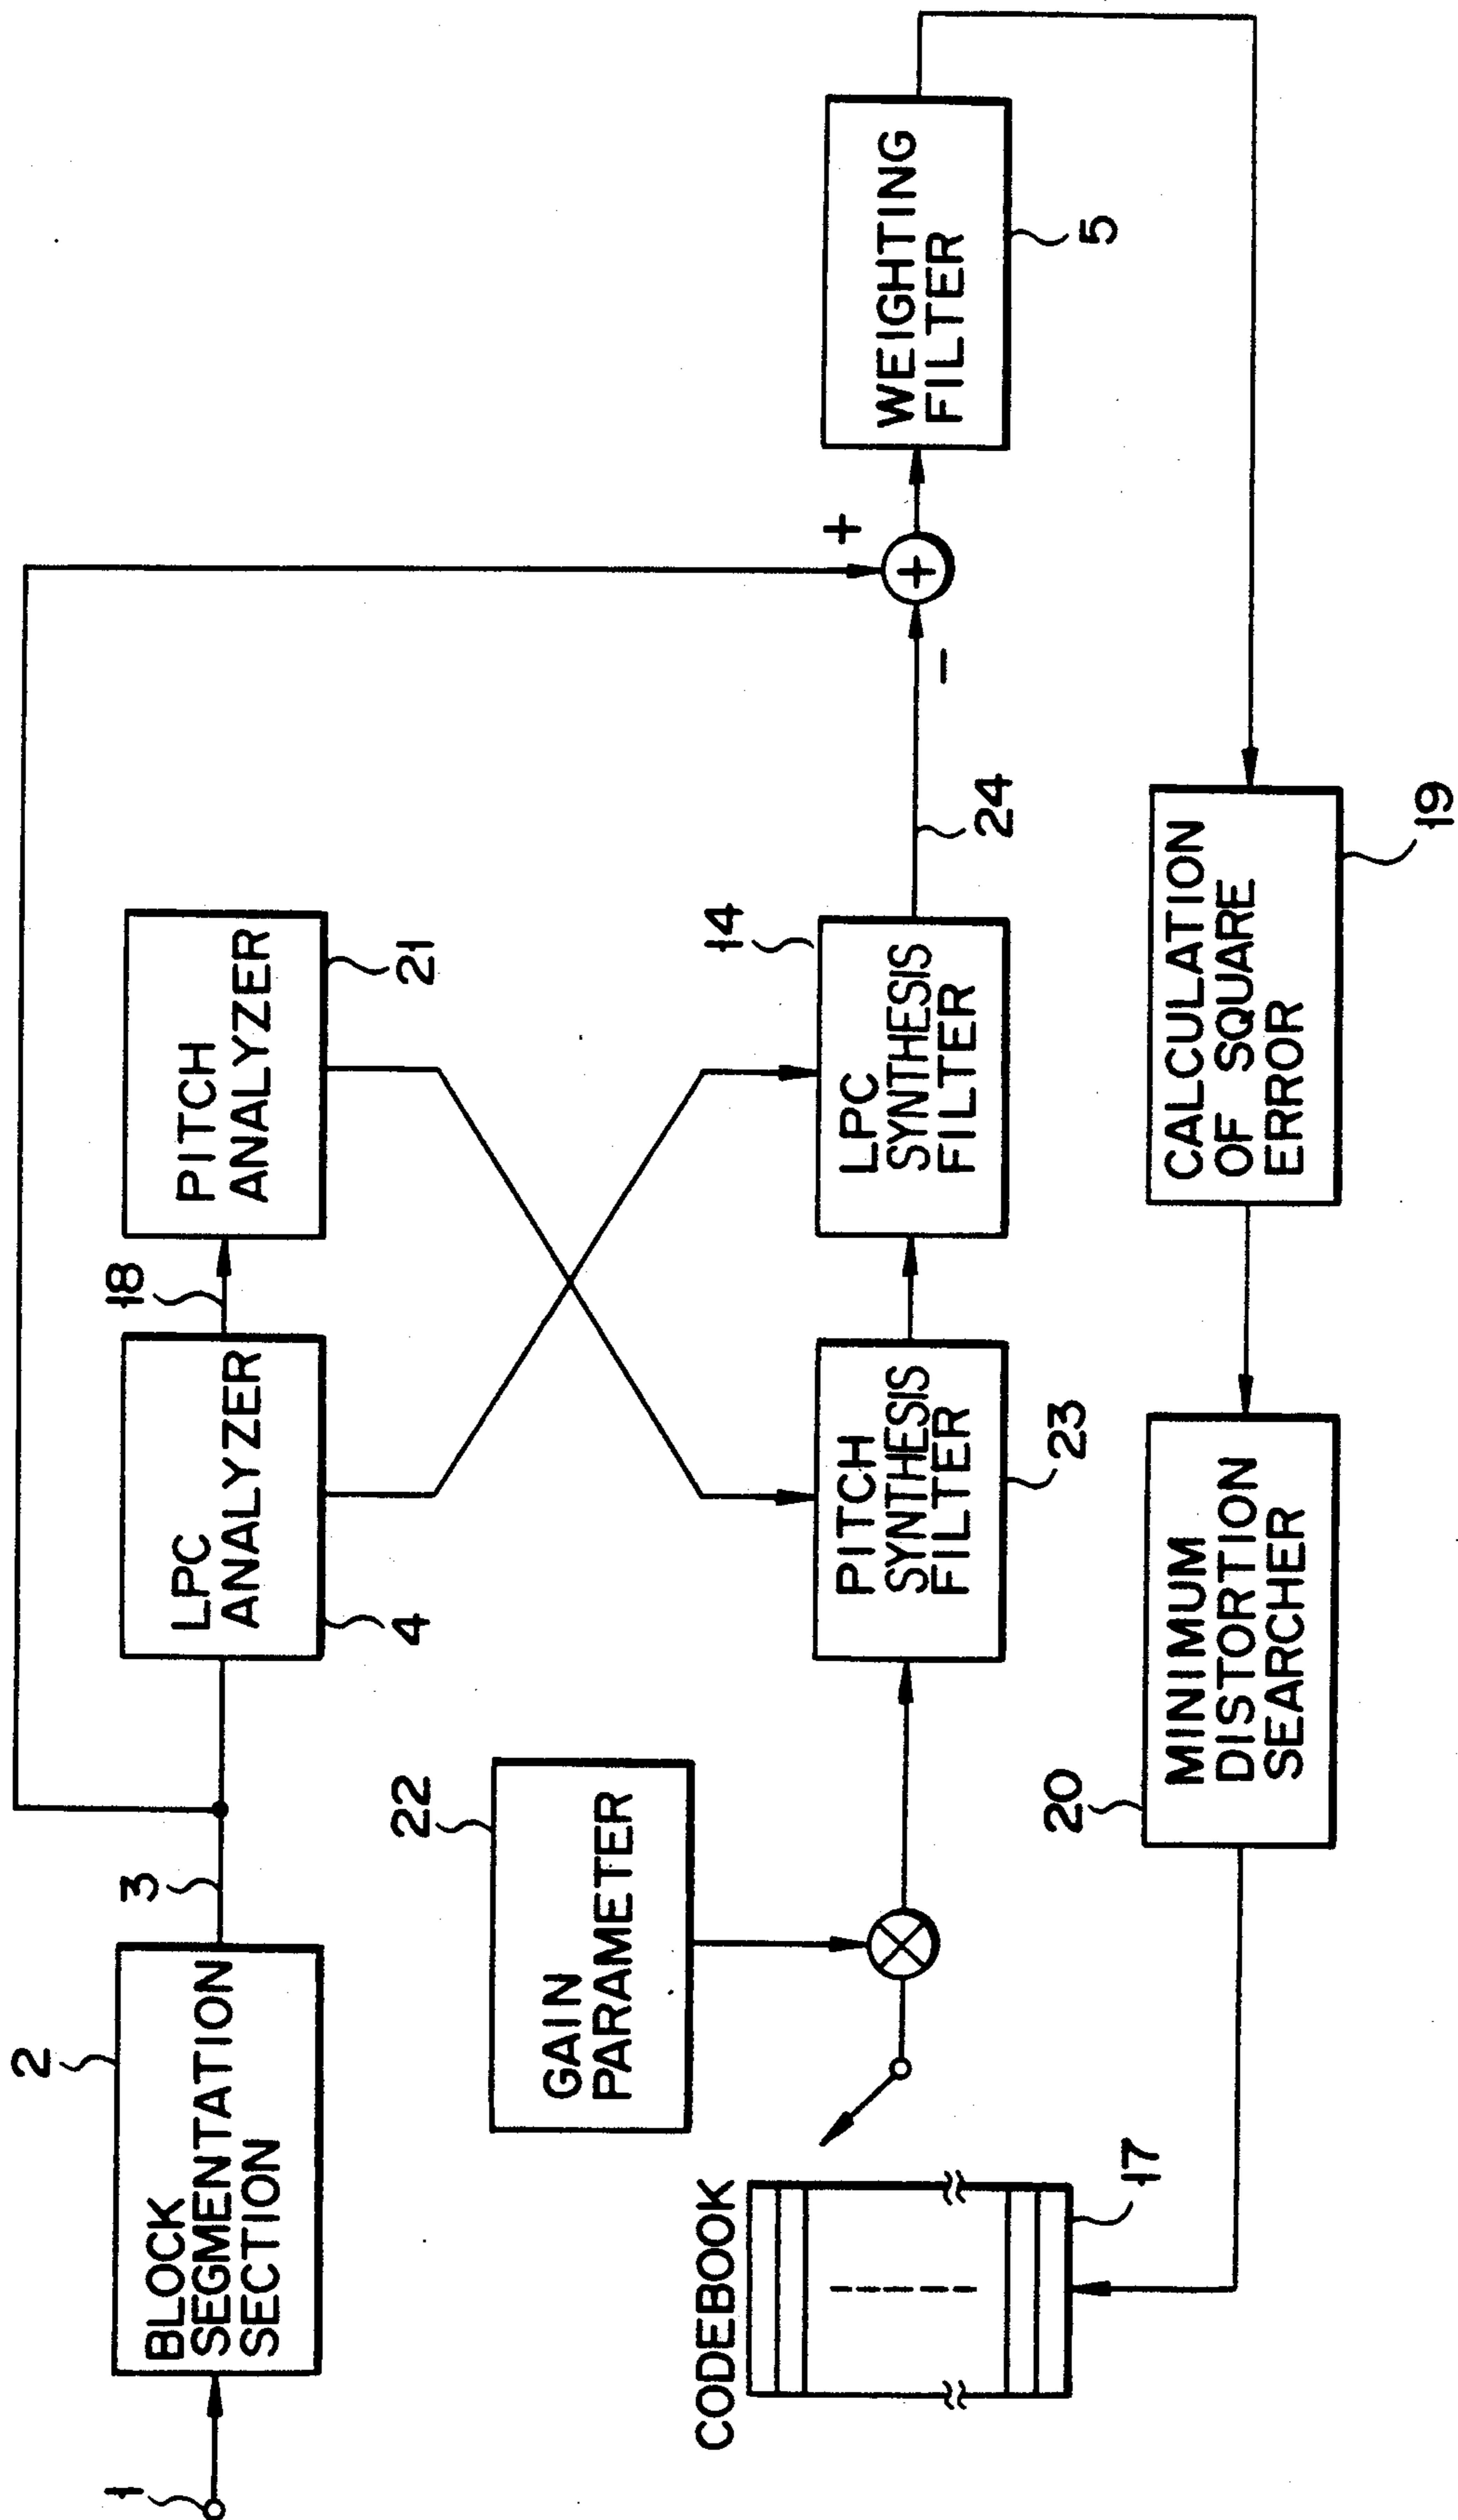 1
2
BLOCK
SEGMENTATION
SECTION
3
LPC
ANALYZER
4
18
PITCH
ANALYZER
21
22
GAIN
PARAMETER
CODEBOOK
17
PITCH
SYNTHESIS
FILTER
23
14
LPC
SYNTHESIS
FILTER
24
+
−
+
WEIGHTING
FILTER
5
20
MINIMUM
DISTORTION
SEARCHER
CALCULATION
OF SQUARE
ERROR
19